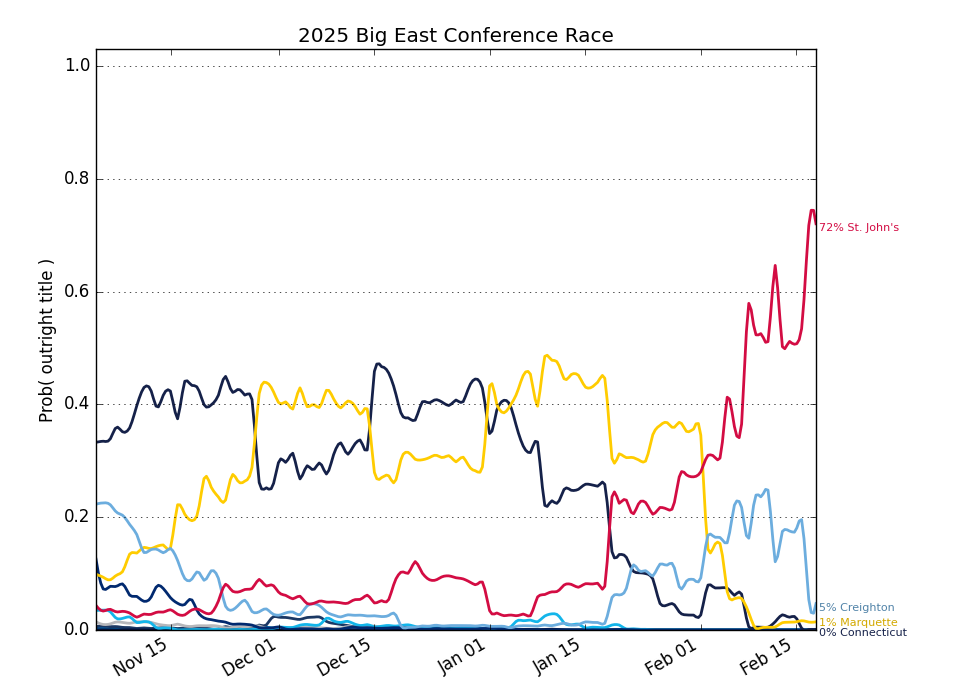 2025 Big East Conference Race
Prob( outright title )
1.0
0.8
0.6
0.4
0.2
0.0
72% St. John's
5% Creighton
1% Marquette
0% Connecticut
Nov 15
Dec 01
Dec 15
Jan 01
Jan 15
Feb 01
Feb 15